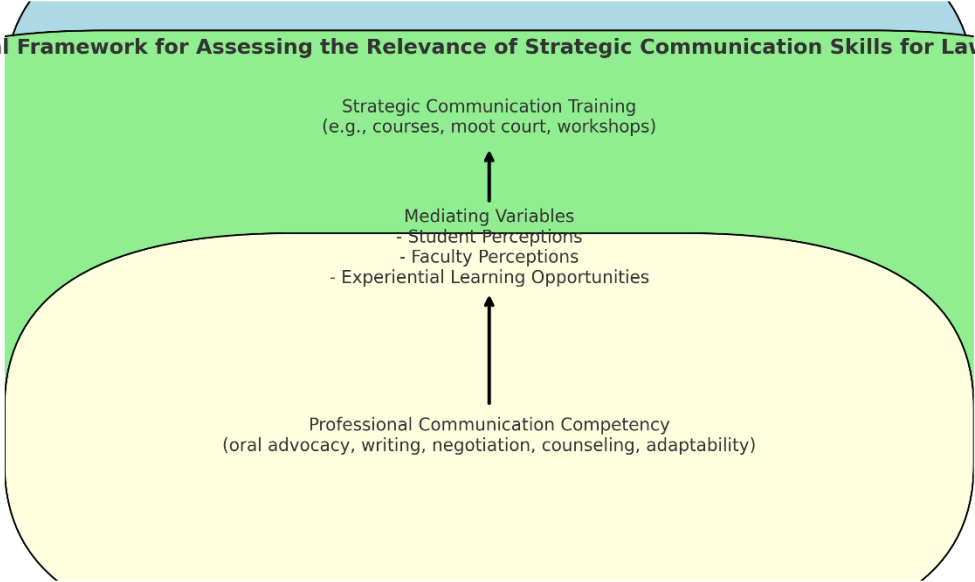 Framework for Assessing the Relevance of Strategic Communication Skills for
Strategic Communication Training
(e.g., courses, moot court, workshops)
Mediating Variables
- Student Perceptions
- Faculty Perceptions
- Experiential Learning Opportunities
Professional Communication Competency
(oral advocacy, writing, negotiation, counseling, adaptability)